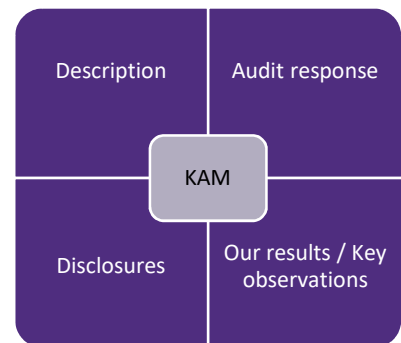 Description
Audit response
KAM
Disclosures
Our results / Key
observations